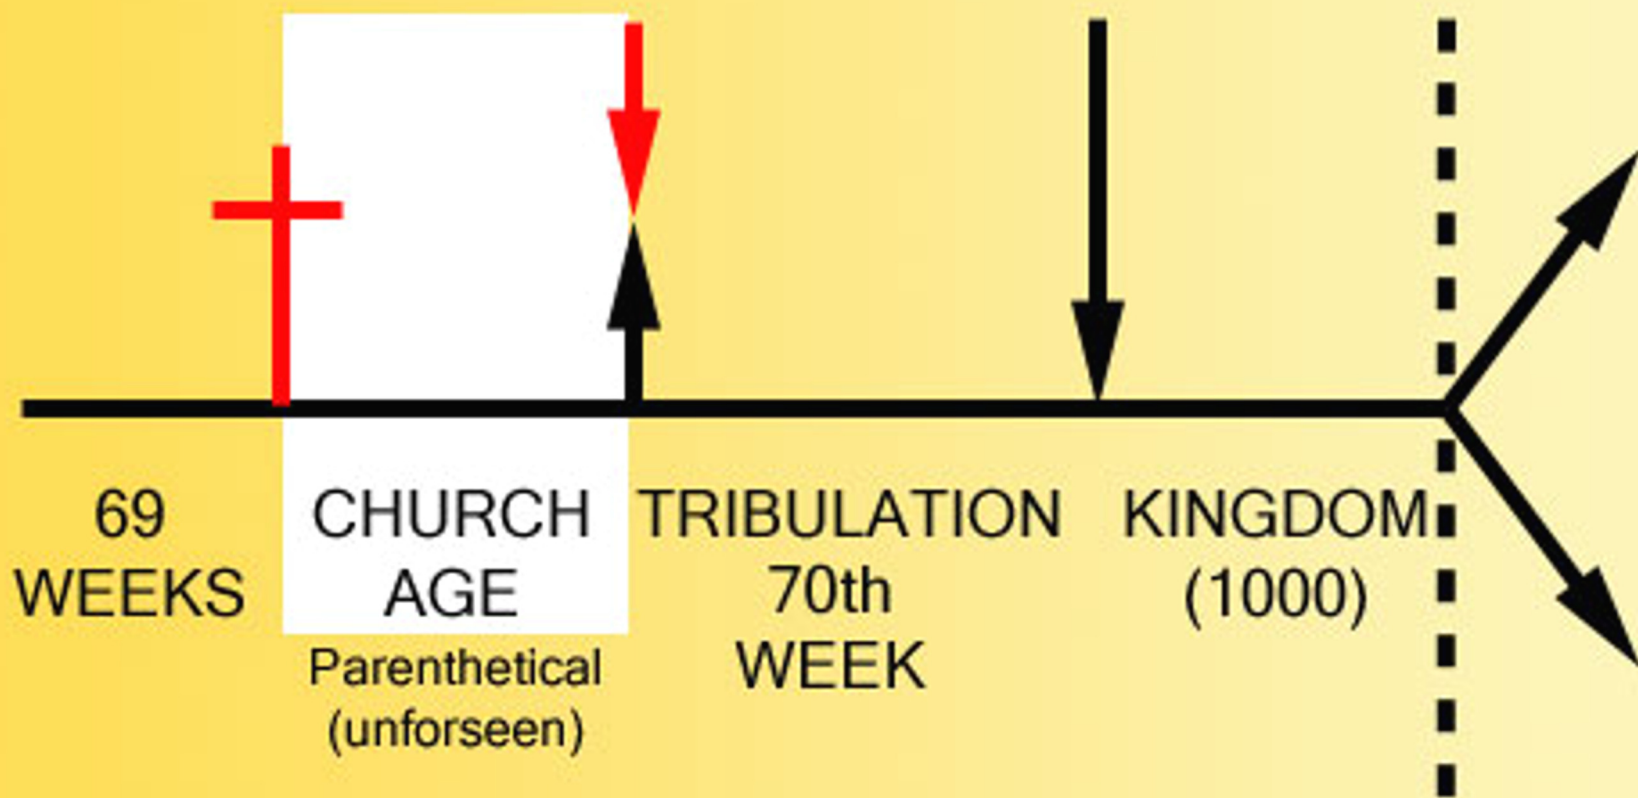 69
WEEKS
CHURCH
AGE
Parenthetical
(unforseen)
TRIBULATION
70th
WEEK
KINGDOM
(1000)